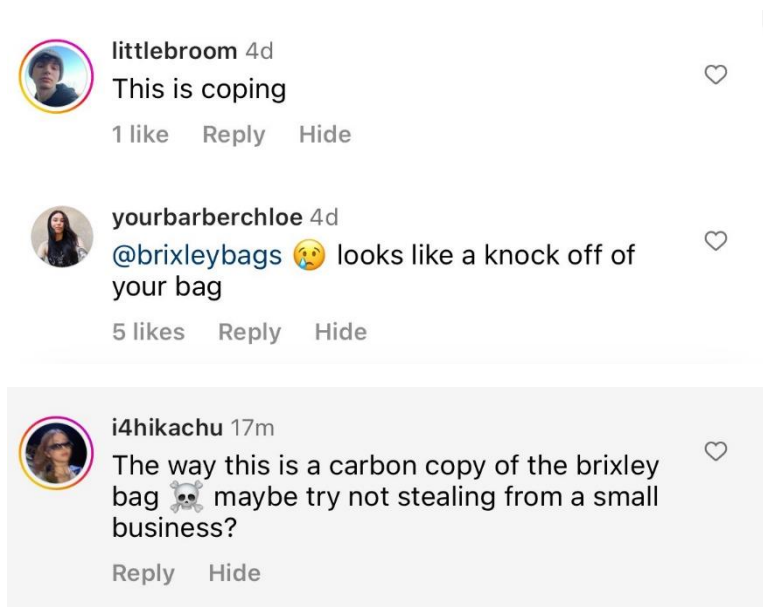 littlebroom 4d
This is coping
1 like Reply Hide
yourbarberchloe 4d
@brixleybags 😢 looks like a knock off of
your bag
5 likes Reply Hide
i4hikachu 17m
The way this is a carbon copy of the brixley
bag ☠️ maybe try not stealing from a small
business?
Reply Hide